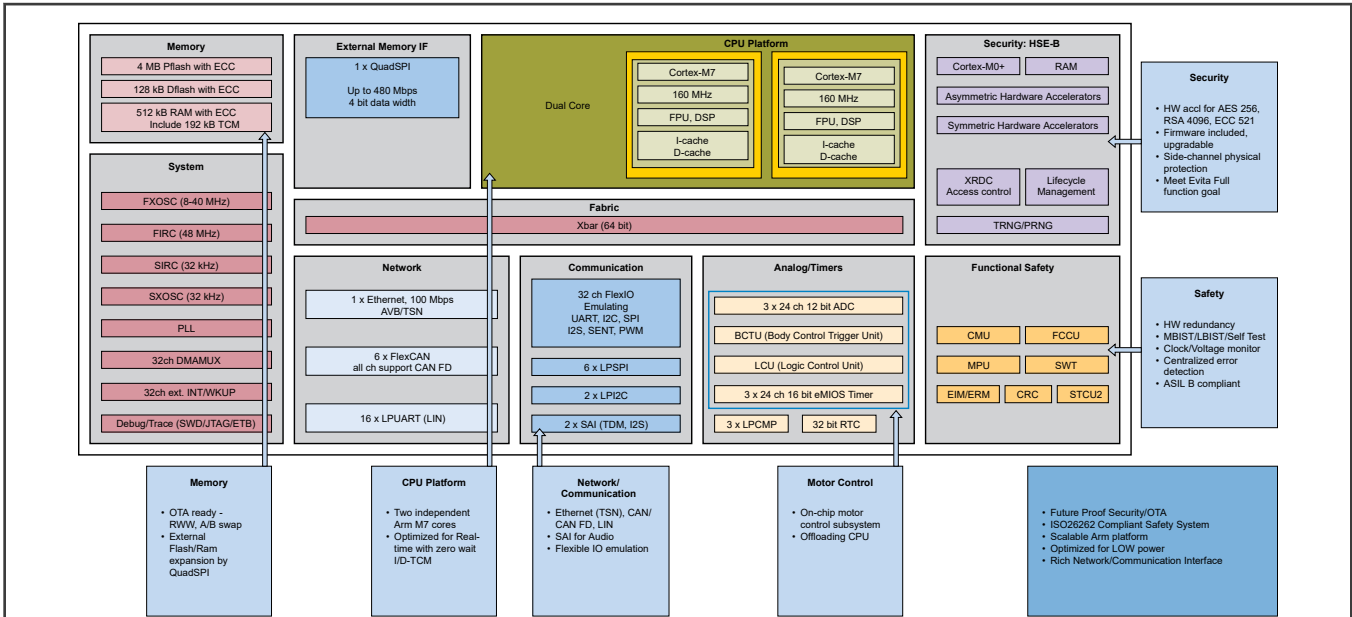 Memory
4 MB Pflash with ECC
128 kB Dflash with ECC
512 kB RAM with ECC
Include 192 kB TCM
External Memory IF
1 x QuadSPI
Up to 480 Mbps
4 bit data width
CPU Platform
Dual Core
Cortex-M7
160 MHz
FPU, DSP
I-cache
D-cache
Cortex-M7
160 MHz
FPU, DSP
I-cache
D-cache
Security: HSE-B
Cortex-M0+
RAM
Asymmetric Hardware Accelerators
Symmetric Hardware Accelerators
XRDC
Access control
Lifecycle
Management
TRNG/PRNG
Security
• HW accl for AES 256,
RSA 4096, ECC 521
• Firmware included,
upgradable
• Side-channel physical
protection
• Meet Evita Full
function goal
System
FXOSC (8-40 MHz)
FIRC (48 MHz)
SIRC (32 kHz)
SXOSC (32 kHz)
PLL
32ch DMAMUX
32ch ext. INT/WKUP
Debug/Trace (SWD/JTAG/ETB)
Fabric
Xbar (64 bit)
Network
1 x Ethernet, 100 Mbps
AVB/TSN
6 x FlexCAN
all ch support CAN FD
16 x LPUART (LIN)
Communication
32 ch FlexIO
Emulating
UART, I2C, SPI
I2S, SENT, PWM
6 x LPSPI
2 x LPI2C
2 x SAI (TDM, I2S)
Analog/Timers
3 x 24 ch 12 bit ADC
BCTU (Body Control Trigger Unit)
LCU (Logic Control Unit)
3 x 24 ch 16 bit eMIOS Timer
3 x LPCMP
32 bit RTC
Functional Safety
CMU
FCCU
MPU
SWT
EIM/ERM
CRC
STCU2
Safety
• HW redundancy
• MBIST/LBIST/Self Test
• Clock/Voltage monitor
• Centralized error
detection
• ASIL B compliant
Memory
• OTA ready -
RWW, A/B swap
• External
Flash/Ram
expansion by
QuadSPI
CPU Platform
• Two independent
Arm M7 cores
• Optimized for Real-
time with zero wait
I/D-TCM
Network/
Communication
• Ethernet (TSN), CAN/
CAN FD, LIN
• SAI for Audio
• Flexible IO emulation
Motor Control
• On-chip motor
control subsystem
• Offloading CPU
• Future Proof Security/OTA
• ISO26262 Compliant Safety System
• Scalable Arm platform
• Optimized for LOW power
• Rich Network/Communication Interface